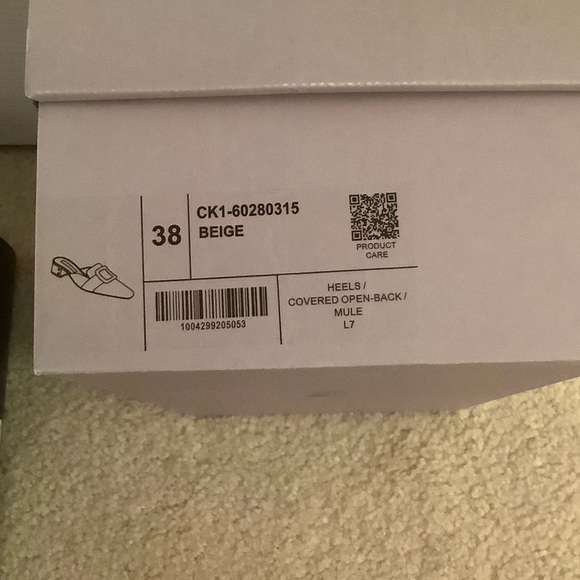 38
CK1-60280315
BEIGE
PRODUCT
CARE
1004299205053
HEELS /
COVERED OPEN-BACK /
MULE
L7